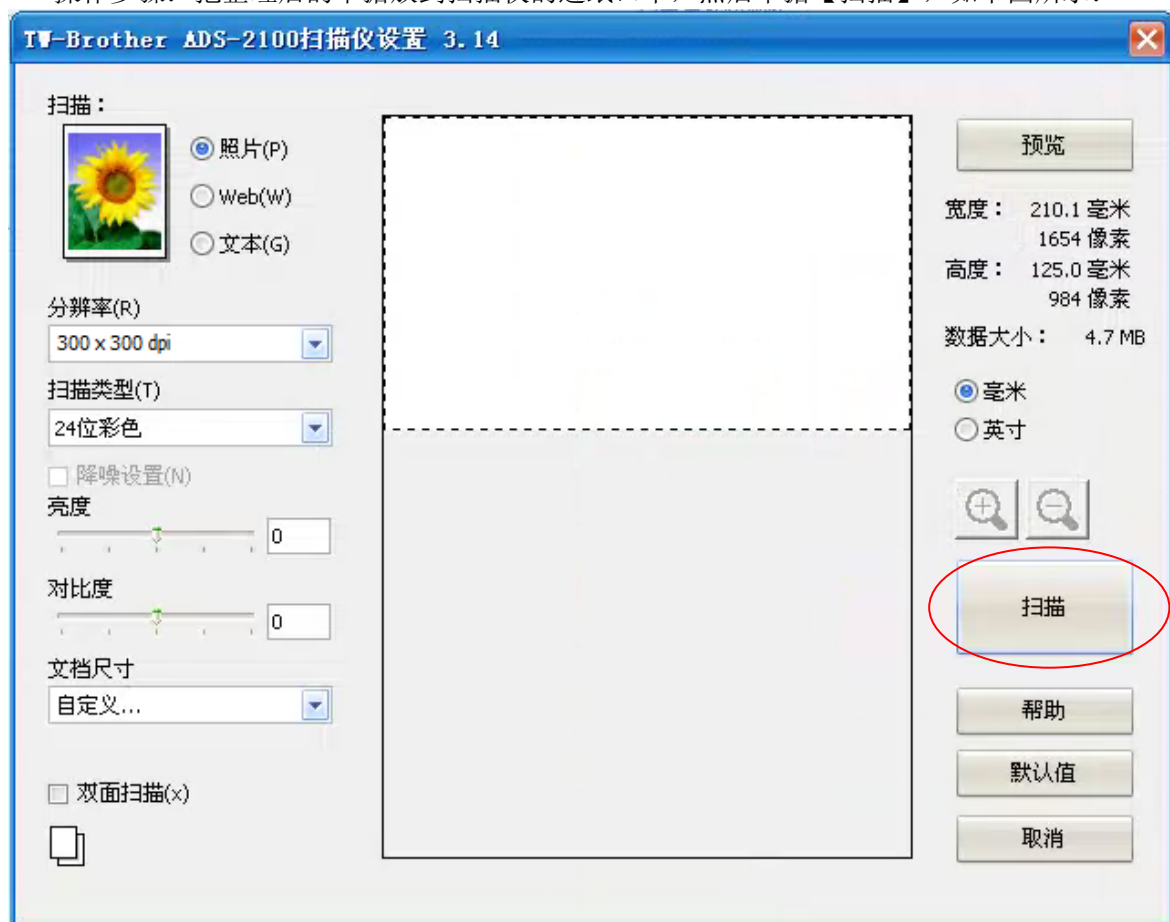 TW-Brother ADS-2100扫描仪设置 3.14
扫描：
照片(P)
Web(W)
文本(G)
分辨率(R)
300 x 300 dpi
扫描类型(T)
24位彩色
降噪设置(N)
亮度
0
对比度
0
文档尺寸
自定义...
双面扫描(x)
预览
宽度： 210.1 毫米
1654 像素
高度： 125.0 毫米
984 像素
数据大小： 4.7 MB
毫米
英寸
扫描
帮助
默认值
取消